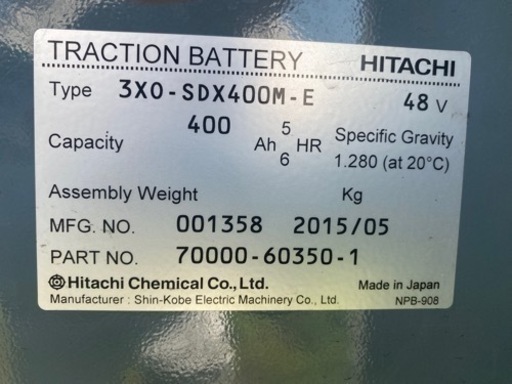 TRACTION BATTERY HITACHI
Type 3X0-SDX400M-E 48 V
Capacity 400 Ah 5 HR Specific Gravity
6 1.280 (at 20°C)
Assembly Weight Kg
MFG. NO. 001358 2015/05
PART NO. 70000-60350-1
Hitachi Chemical Co., Ltd. Made in Japan
Manufacturer : Shin-Kobe Electric Machinery Co., Ltd. NPB-908